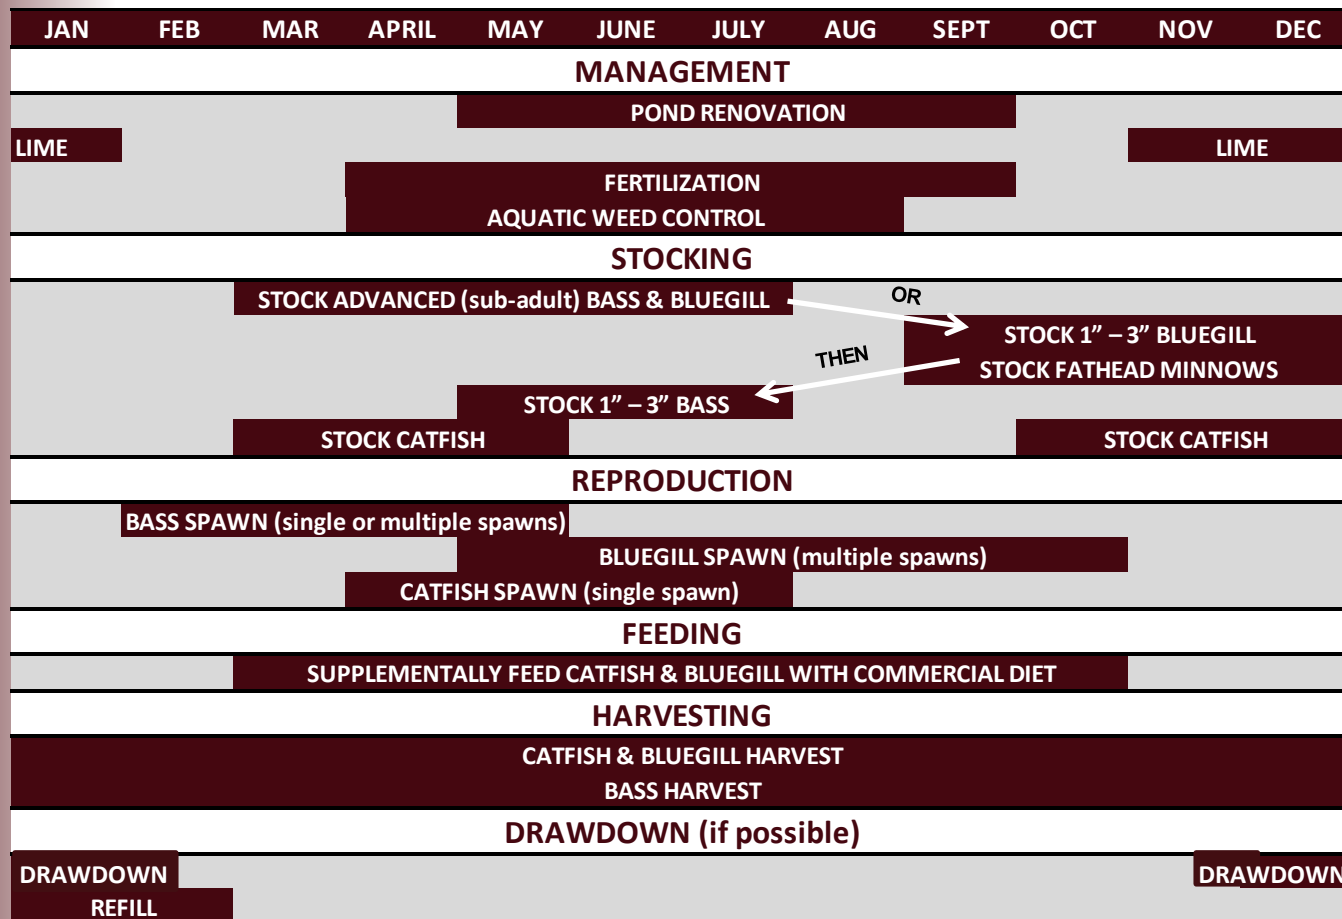 JAN FEB MAR APRIL MAY JUNE JULY AUG SEPT OCT NOV DEC
MANAGEMENT
POND RENOVATION
LIME LIME
FERTILIZATION
AQUATIC WEED CONTROL
STOCKING
STOCK ADVANCED (sub-adult) BASS & BLUEGILL OR
STOCK 1” – 3” BLUEGILL
THEN STOCK FATHEAD MINNOWS
STOCK 1” – 3” BASS
STOCK CATFISH STOCK CATFISH
REPRODUCTION
BASS SPAWN (single or multiple spawns)
BLUEGILL SPAWN (multiple spawns)
CATFISH SPAWN (single spawn)
FEEDING
SUPPLEMENTALLY FEED CATFISH & BLUEGILL WITH COMMERCIAL DIET
HARVESTING
CATFISH & BLUEGILL HARVEST
BASS HARVEST
DRAWDOWN (if possible)
DRAWDOWN DRAWDOWN
REFILL